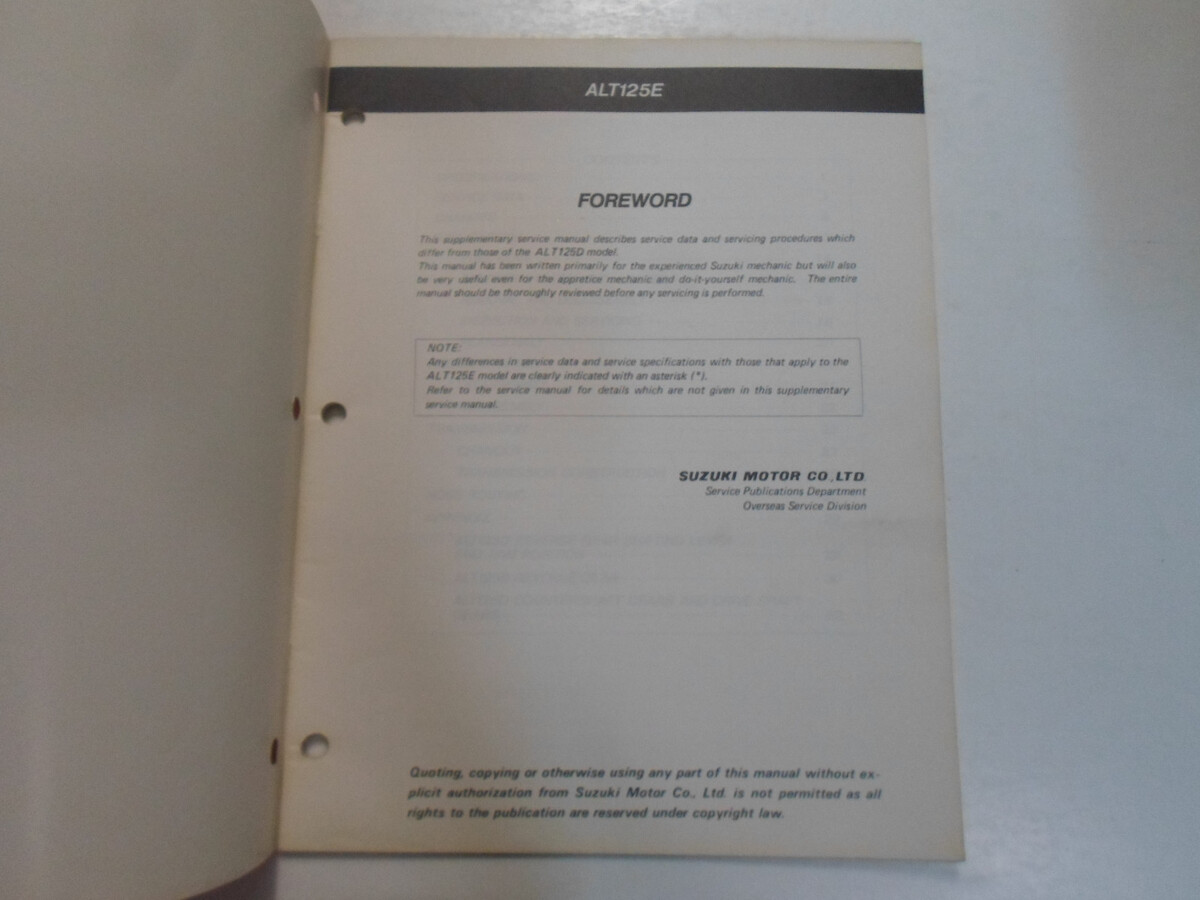 ALT125E
FOREWORD
This supplementary service manual describes service data and servicing procedures which
differ from those of the ALT125D model.
This manual has been written primarily for the experienced Suzuki mechanic but will also
be very useful even for the appretice mechanic and do-it-yourself mechanic. The entire
manual should be thoroughly reviewed before any servicing is performed.
NOTE:
Any differences in service data and service specifications with those that apply to the
ALT125E model are clearly indicated with an asterisk (*).
Refer to the service manual for details which are not given in this supplementary
service manual.
SUZUKI MOTOR CO.,LTD.
Service Publications Department
Overseas Service Division
Quoting, copying or otherwise using any part of this manual without ex-
plicit authorization from Suzuki Motor Co., Ltd. is not permitted as all
rights to the publication are reserved under copyright law.